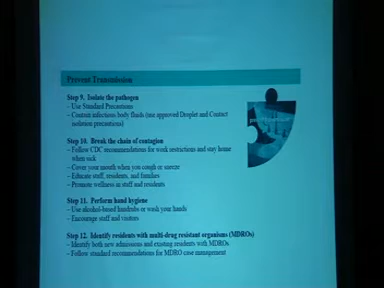 Prevent Transmission
Step 9. Isolate the pathogen
– Use Standard Precautions
– Contain infectious body fluids (use approved Droplet and Contact
isolation precautions)
Step 10. Break the chain of contagion
– Follow CDC recommendations for work restrictions and stay home
when sick
– Cover your mouth when you cough or sneeze
– Educate staff, residents, and families
– Promote wellness in staff and residents
Step 11. Perform hand hygiene
– Use alcohol-based handrubs or wash your hands
– Encourage staff and visitors
Step 12. Identify residents with multi-drug resistant organisms (MDROs)
– Identify both new admissions and existing residents with MDROs
– Follow standard recommendations for MDRO case management